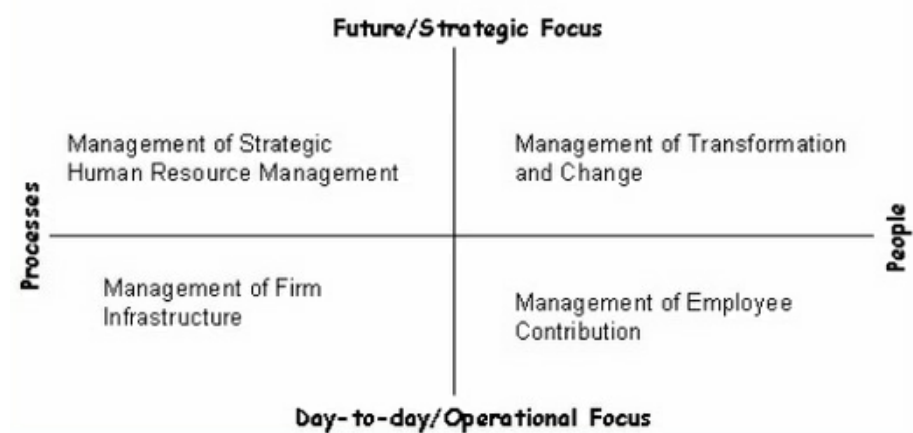 Future/Strategic Focus
Management of Strategic
Human Resource Management
Management of Transformation
and Change
Processes
People
Management of Firm
Infrastructure
Management of Employee
Contribution
Day-to-day/Operational Focus